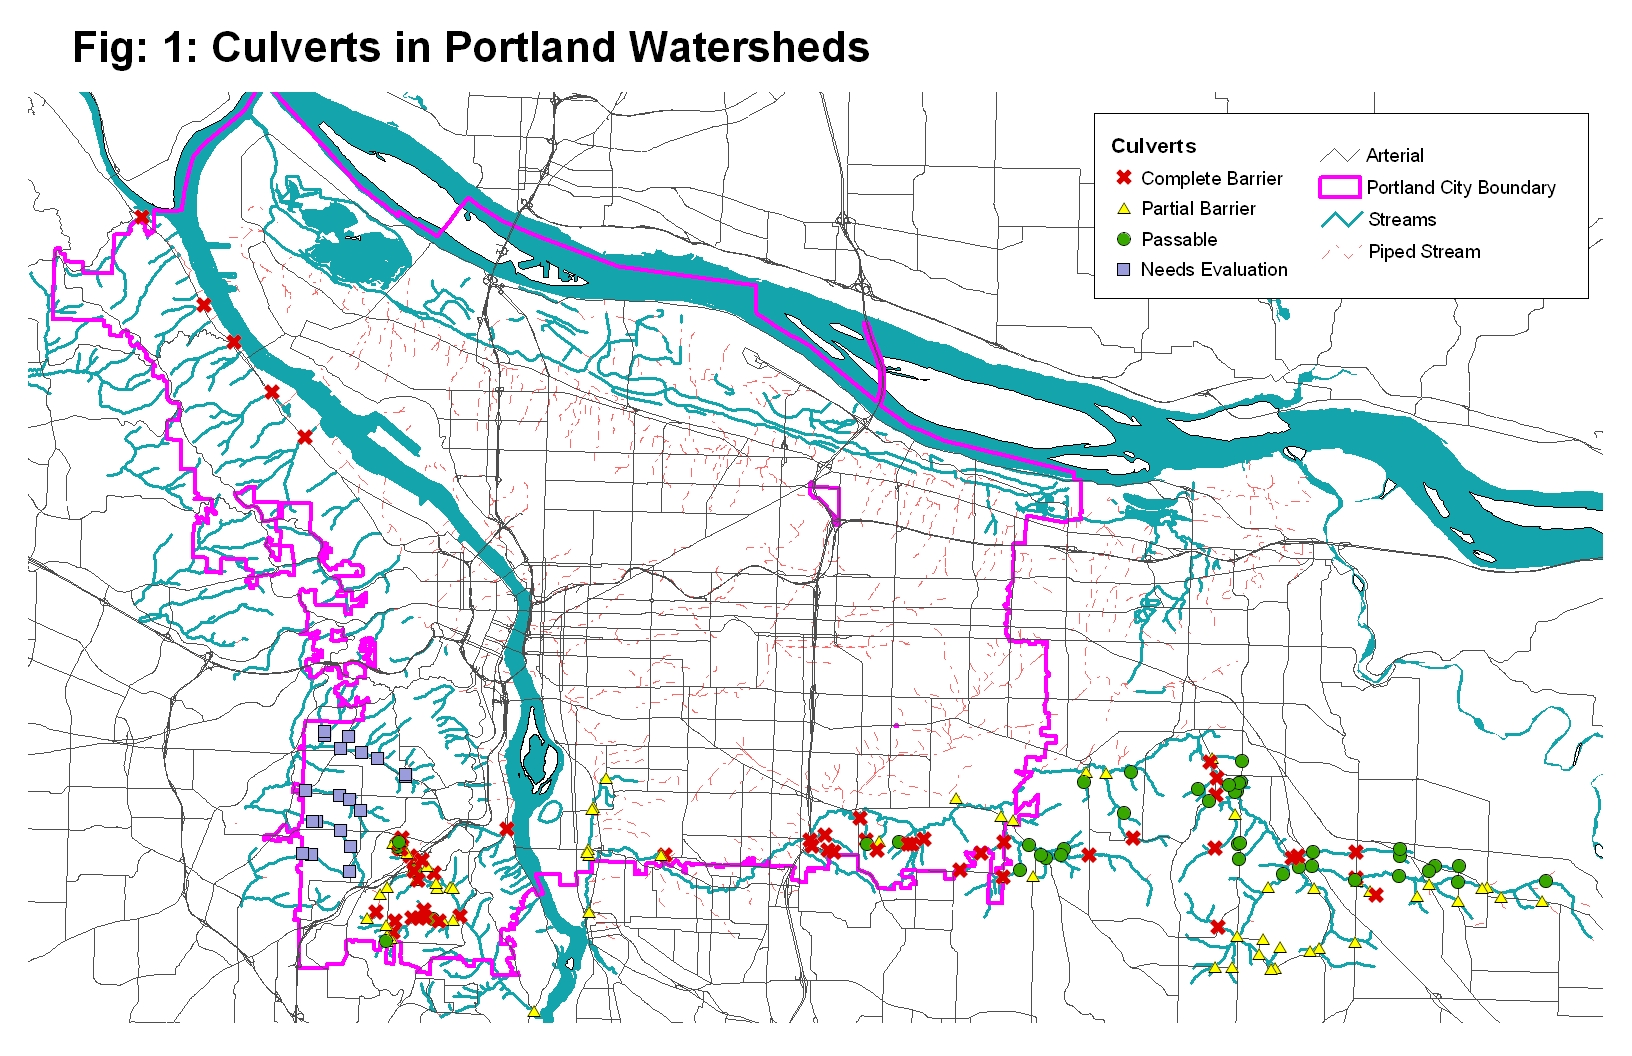 Fig: 1: Culverts in Portland Watersheds
Culverts
Complete Barrier
Partial Barrier
Passable
Needs Evaluation
Arterial
Portland City Boundary
Streams
Piped Stream